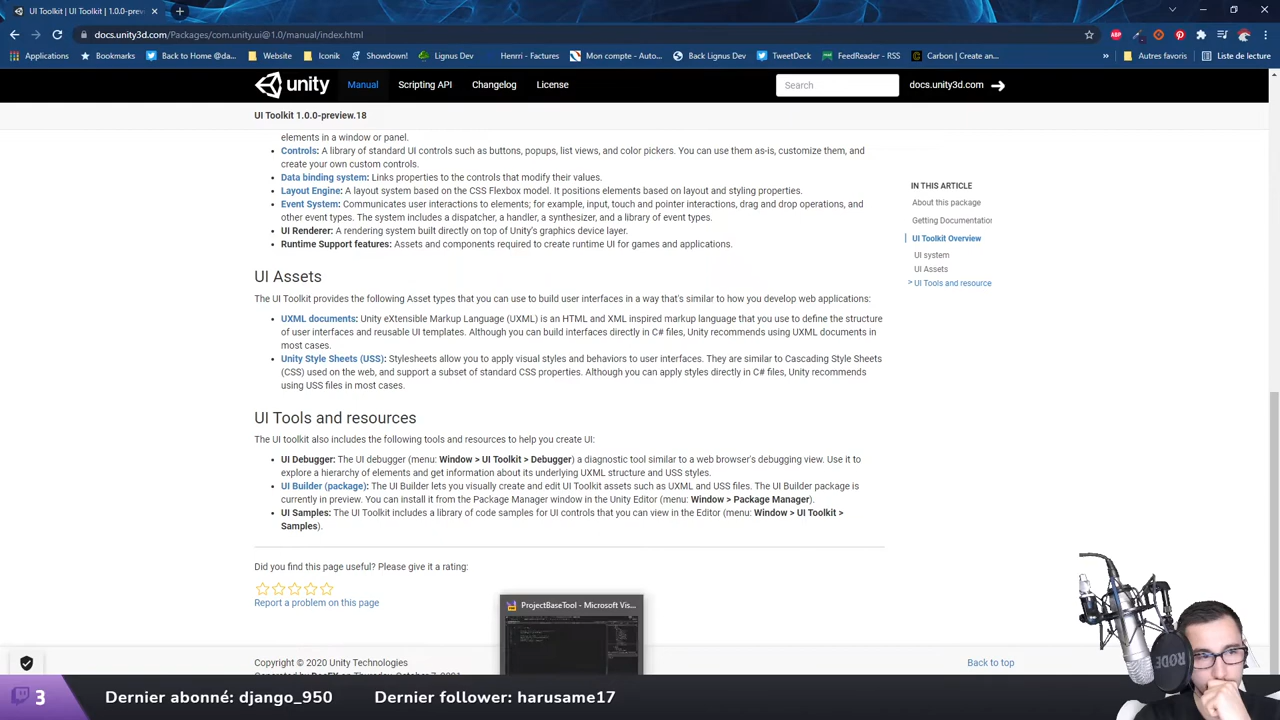 UI Toolkit | UI Toolkit | 1.0.0-prev
docs.unity3d.com/Packages/com.unity.ui@1.0/manual/index.html
ABP
Applications
Back to Home @da...
Website
Iconik
Showdown!
Lignus Dev
Henrri - Factures
Mon compte - Auto...
Back Lignus Dev
TweetDeck
FeedReader - RSS
Carbon | Create an...
»
Autres favoris
Liste de lecture
unity
Manual
Scripting API
Changelog
License
Search
docs.unity3d.com
UI Toolkit 1.0.0-preview.18
elements in a window or panel.
Controls: A library of standard UI controls such as buttons, popups, list views, and color pickers. You can use them as-is, customize them, and
create your own custom controls.
Data binding system: Links properties to the controls that modify their values.
Layout Engine: A layout system based on the CSS Flexbox model. It positions elements based on layout and styling properties.
Event System: Communicates user interactions to elements; for example, input, touch and pointer interactions, drag and drop operations, and
other event types. The system includes a dispatcher, a handler, a synthesizer, and a library of event types.
UI Renderer: A rendering system built directly on top of Unity's graphics device layer.
Runtime Support features: Assets and components required to create runtime UI for games and applications.
UI Assets
The UI Toolkit provides the following Asset types that you can use to build user interfaces in a way that's similar to how you develop web applications:
UXML documents: Unity eXtensible Markup Language (UXML) is an HTML and XML inspired markup language that you use to define the structure
of user interfaces and reusable UI templates. Although you can build interfaces directly in C# files, Unity recommends using UXML documents in
most cases.
Unity Style Sheets (USS): Stylesheets allow you to apply visual styles and behaviors to user interfaces. They are similar to Cascading Style Sheets
(CSS) used on the web, and support a subset of standard CSS properties. Although you can apply styles directly in C# files, Unity recommends
using USS files in most cases.
UI Tools and resources
The UI toolkit also includes the following tools and resources to help you create UI:
UI Debugger: The UI debugger (menu: Window > UI Toolkit > Debugger) a diagnostic tool similar to a web browser's debugging view. Use it to
explore a hierarchy of elements and get information about its underlying UXML structure and USS styles.
UI Builder (package): The UI Builder lets you visually create and edit UI Toolkit assets such as UXML and USS files. The UI Builder package is
currently in preview. You can install it from the Package Manager window in the Unity Editor (menu: Window > Package Manager).
UI Samples: The UI Toolkit includes a library of code samples for UI controls that you can view in the Editor (menu: Window > UI Toolkit >
Samples).
IN THIS ARTICLE
About this package
Getting Documentation
UI Toolkit Overview
UI system
UI Assets
> UI Tools and resource
Did you find this page useful? Please give it a rating:
Report a problem on this page
ProjectBaseTool - Microsoft Vis...
Copyright © 2020 Unity Technologies
Back to top
RODE
3
Dernier abonné: django_950
Dernier follower: harusame17